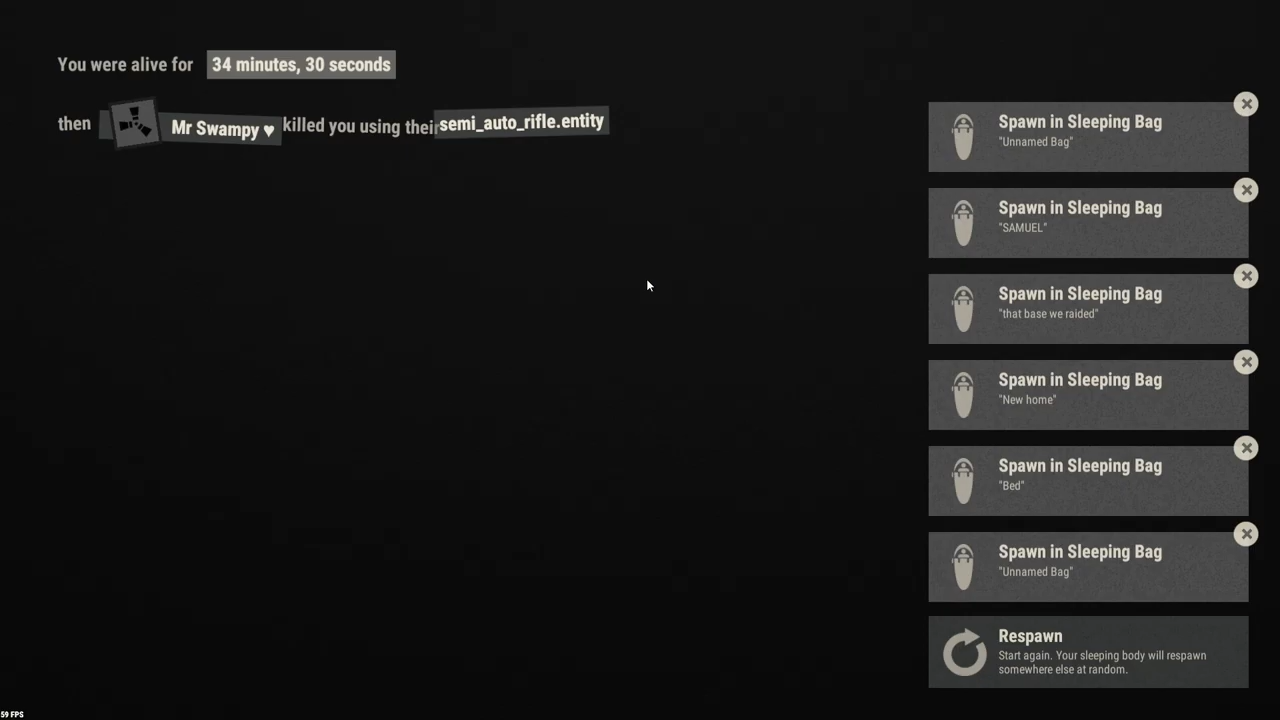 You were alive for 34 minutes, 30 seconds
then Mr Swampy ♥ killed you using their semi_auto_rifle.entity
Spawn in Sleeping Bag
"Unnamed Bag"
Spawn in Sleeping Bag
"SAMUEL"
Spawn in Sleeping Bag
"that base we raided"
Spawn in Sleeping Bag
"New home"
Spawn in Sleeping Bag
"Bed"
Spawn in Sleeping Bag
"Unnamed Bag"
Respawn
Start again. Your sleeping body will respawn
somewhere else at random.
59 FPS